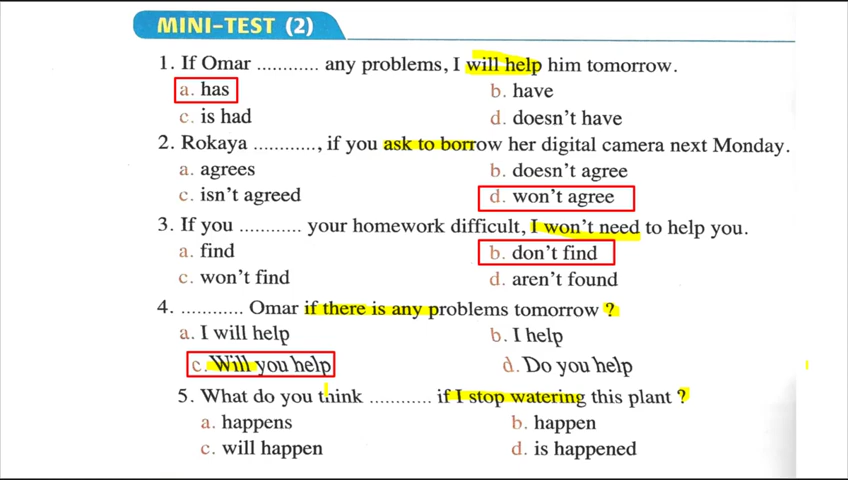 MINI-TEST (2)
1. If Omar ............ any problems, I will help him tomorrow.
a. has b. have
c. is had d. doesn't have
2. Rokaya ............, if you ask to borrow her digital camera next Monday.
a. agrees b. doesn't agree
c. isn't agreed d. won't agree
3. If you ............ your homework difficult, I won't need to help you.
a. find b. don't find
c. won't find d. aren't found
4. ............ Omar if there is any problems tomorrow ?
a. I will help b. I help
c. Will you help d. Do you help
5. What do you think ............ if I stop watering this plant ?
a. happens b. happen
c. will happen d. is happened